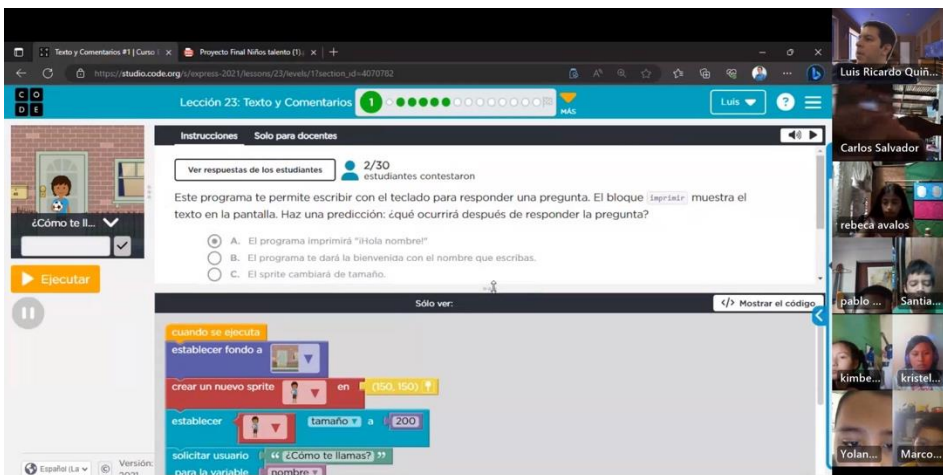 Texto y Comentarios #1 | Curso
Proyecto Final Niños talento (1).
https://studio.code.org/s/express-2021/lessons/23/levels/1?section_id=4070762
C O
D E
Lección 23: Texto y Comentarios
1
MÁS
Luis
?
Instrucciones
Solo para docentes
Ver respuestas de los estudiantes
2/30
estudiantes contestaron
Este programa te permite escribir con el teclado para responder una pregunta. El bloque imprimir muestra el
texto en la pantalla. Haz una predicción: ¿qué ocurrirá después de responder la pregunta?
A. El programa imprimirá "¡Hola nombre!"
B. El programa te dará la bienvenida con el nombre que escribas.
C. El sprite cambiará de tamaño.
¿Cómo te ll...
Ejecutar
Sólo ver:
</> Mostrar el código
cuando se ejecuta
establecer fondo a
crear un nuevo sprite en (150, 150)
establecer tamaño a 200
solicitar usuario "¿Cómo te llamas?"
para la variable nombre
Español (La
Versión:
Luis Ricardo Quiñ...
Carlos Salvador
rebeca avalos
pablo ...
Santia...
kimbe...
kristel...
Yolan...
Marco...